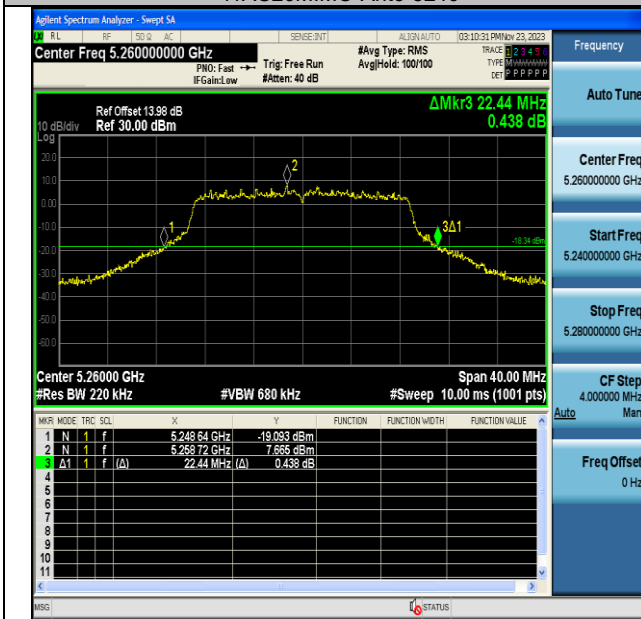 Agilent Spectrum Analyzer - Swept SA
RL RF 50 Ω AC SENSE:INT ALIGN AUTO 03:10:31 PM Nov 23, 2023
Center Freq 5.260000000 GHz
PNO: Fast
IFGain:Low
Trig: Free Run
#Atten: 40 dB
#Avg Type: RMS
Avg|Hold: 100/100
TRACE 1 2 3 4 5 6
TYPE M
DET P P P P P P
Frequency
Auto Tune
Center Freq
5.260000000 GHz
Start Freq
5.240000000 GHz
Stop Freq
5.280000000 GHz
CF Step
4.000000 MHz
Auto Man
Freq Offset
0 Hz
Ref Offset 13.98 dB
10 dB/div Ref 30.00 dBm
Log
ΔMkr3 22.44 MHz
0.438 dB
20.0
10.0
0.00
-10.0
-20.0
-30.0
-40.0
-50.0
-60.0
1
2
3Δ1
-18.34 dBm
Center 5.26000 GHz Span 40.00 MHz
#Res BW 220 kHz #VBW 680 kHz #Sweep 10.00 ms (1001 pts)
MKR MODE TRC SCL X Y FUNCTION FUNCTION WIDTH FUNCTION VALUE
1 N 1 f 5.248 64 GHz -19.093 dBm
2 N 1 f 5.258 72 GHz 7.665 dBm
3 Δ1 1 f (Δ) 22.44 MHz (Δ) 0.438 dB
4
5
6
7
8
9
10
11
MSG STATUS